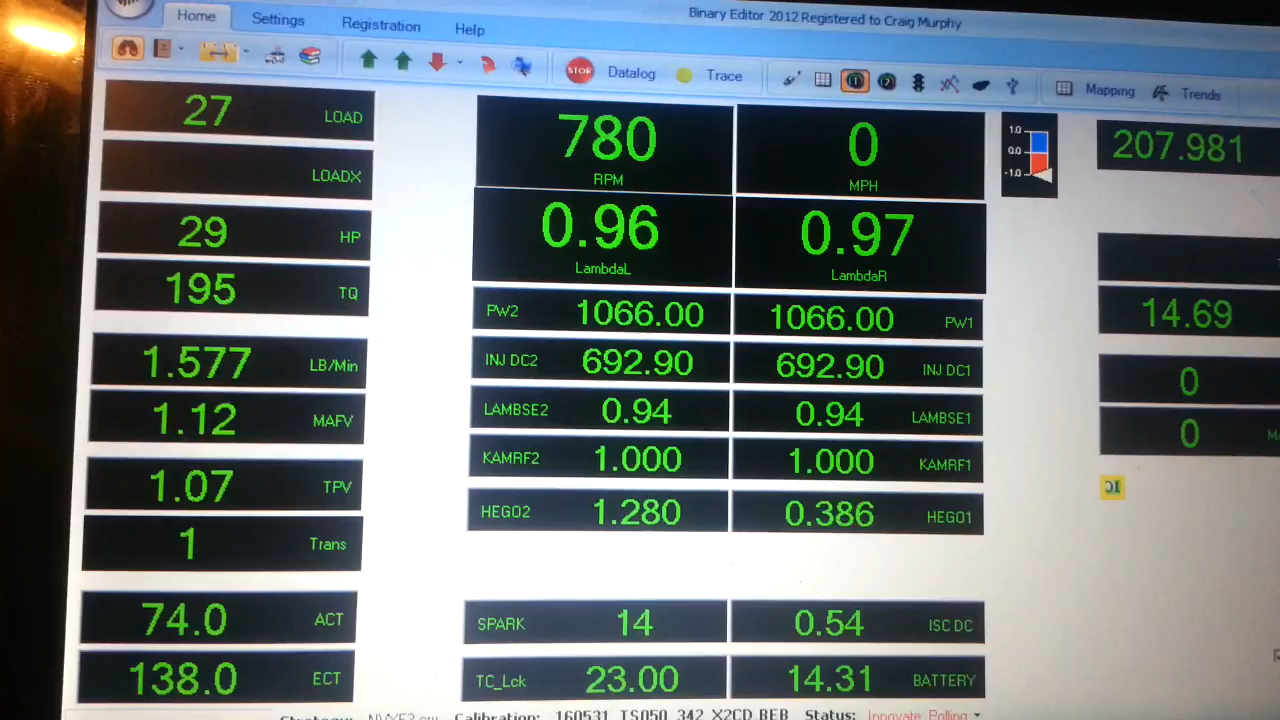 Binary Editor 2012 Registered to Craig Murphy
Home Settings Registration Help
STOP Datalog Trace Mapping Trends
27 LOAD
LOADX
29 HP
195 TQ
1.577 LB/Min
1.12 MAFV
1.07 TPV
1 Trans
74.0 ACT
138.0 ECT
780 RPM
0 MPH
0.96 LambdaL
0.97 LambdaR
PW2 1066.00 1066.00 PW1
INJ DC2 692.90 692.90 INJ DC1
LAMBSE2 0.94 0.94 LAMBSE1
KAMRF2 1.000 1.000 KAMRF1
HEGO2 1.280 0.386 HEGO1
SPARK 14 0.54 ISC DC
TC_Lck 23.00 14.31 BATTERY
1.0
0.0
-1.0
207.981
14.69
0
0
Calibration: 160531_TS050_342_X2CD_BEB Status: Innovate: Polling